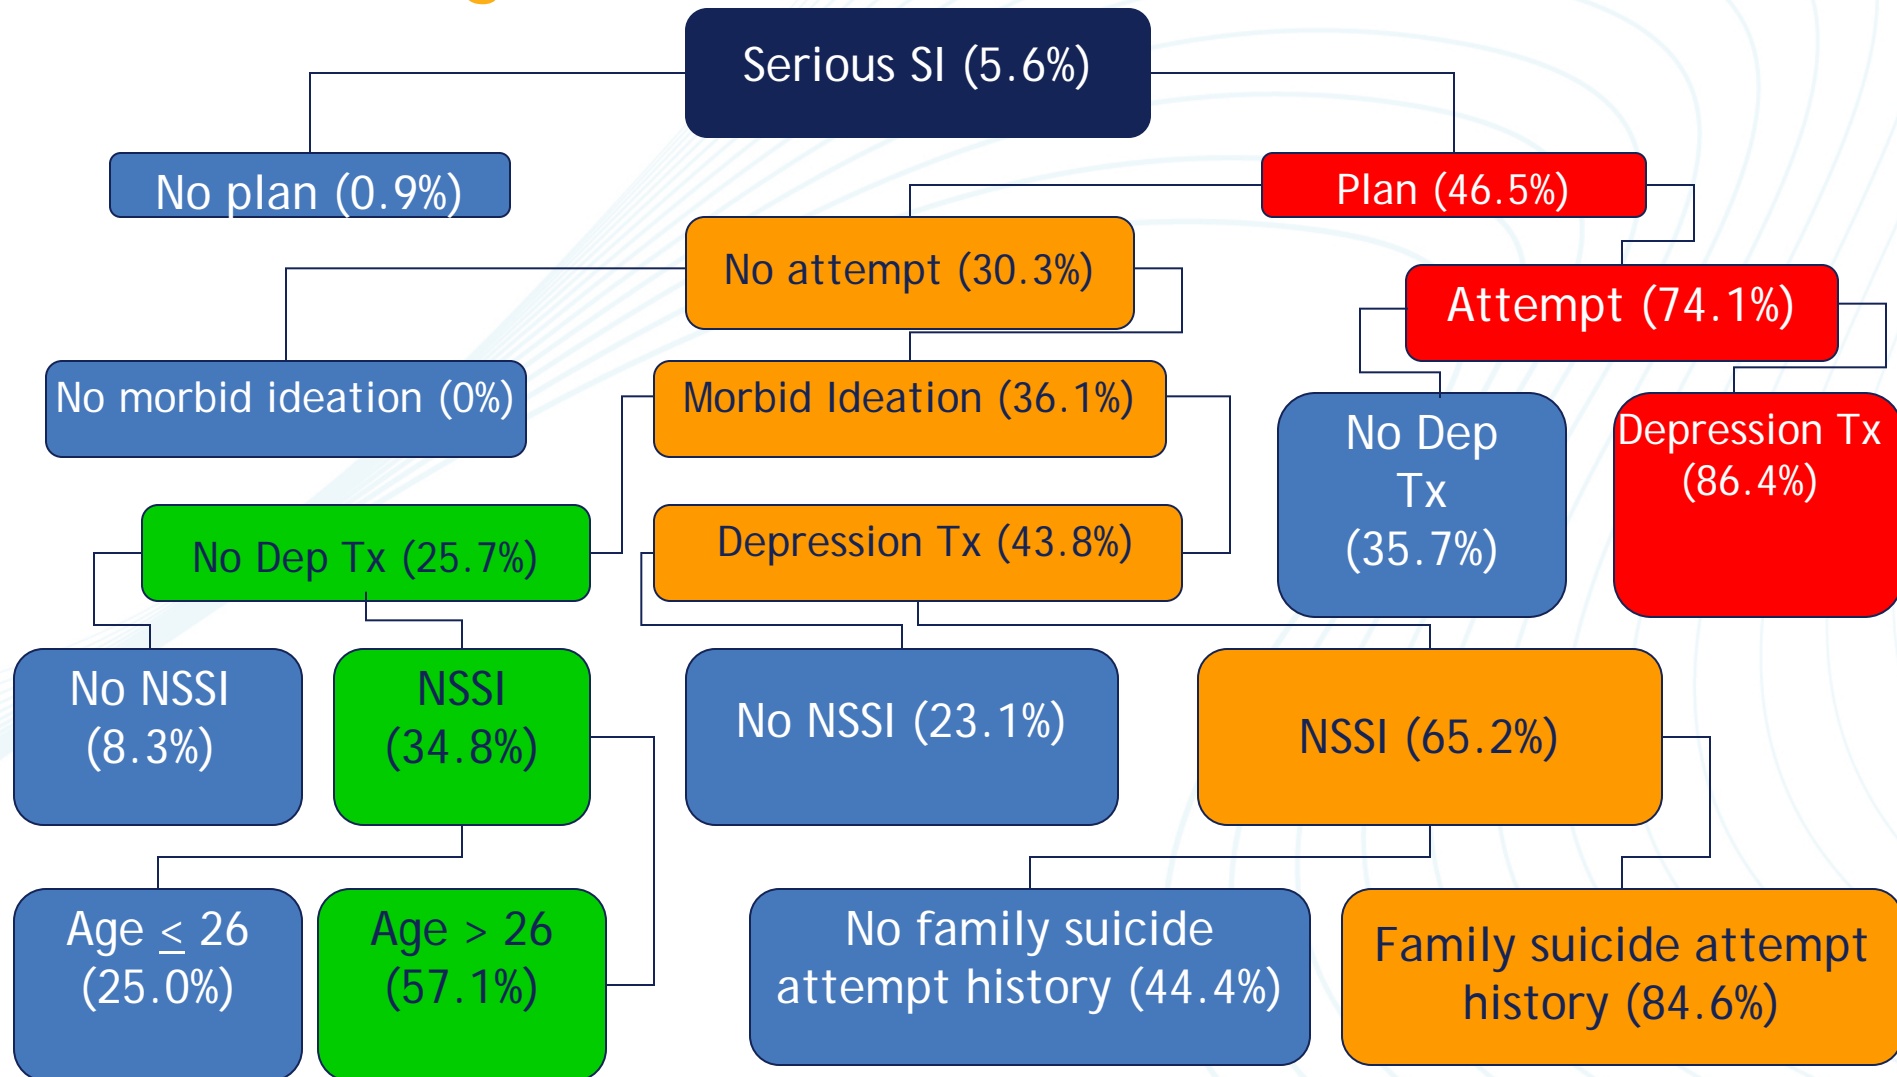 Serious SI (5.6%)
No plan (0.9%)
Plan (46.5%)
No attempt (30.3%)
Attempt (74.1%)
No morbid ideation (0%)
Morbid Ideation (36.1%)
No Dep
Tx
(35.7%)
Depression Tx
(86.4%)
No Dep Tx (25.7%)
Depression Tx (43.8%)
No NSSI
(8.3%)
NSSI
(34.8%)
No NSSI (23.1%)
NSSI (65.2%)
Age ≤ 26
(25.0%)
Age > 26
(57.1%)
No family suicide
attempt history (44.4%)
Family suicide attempt
history (84.6%)